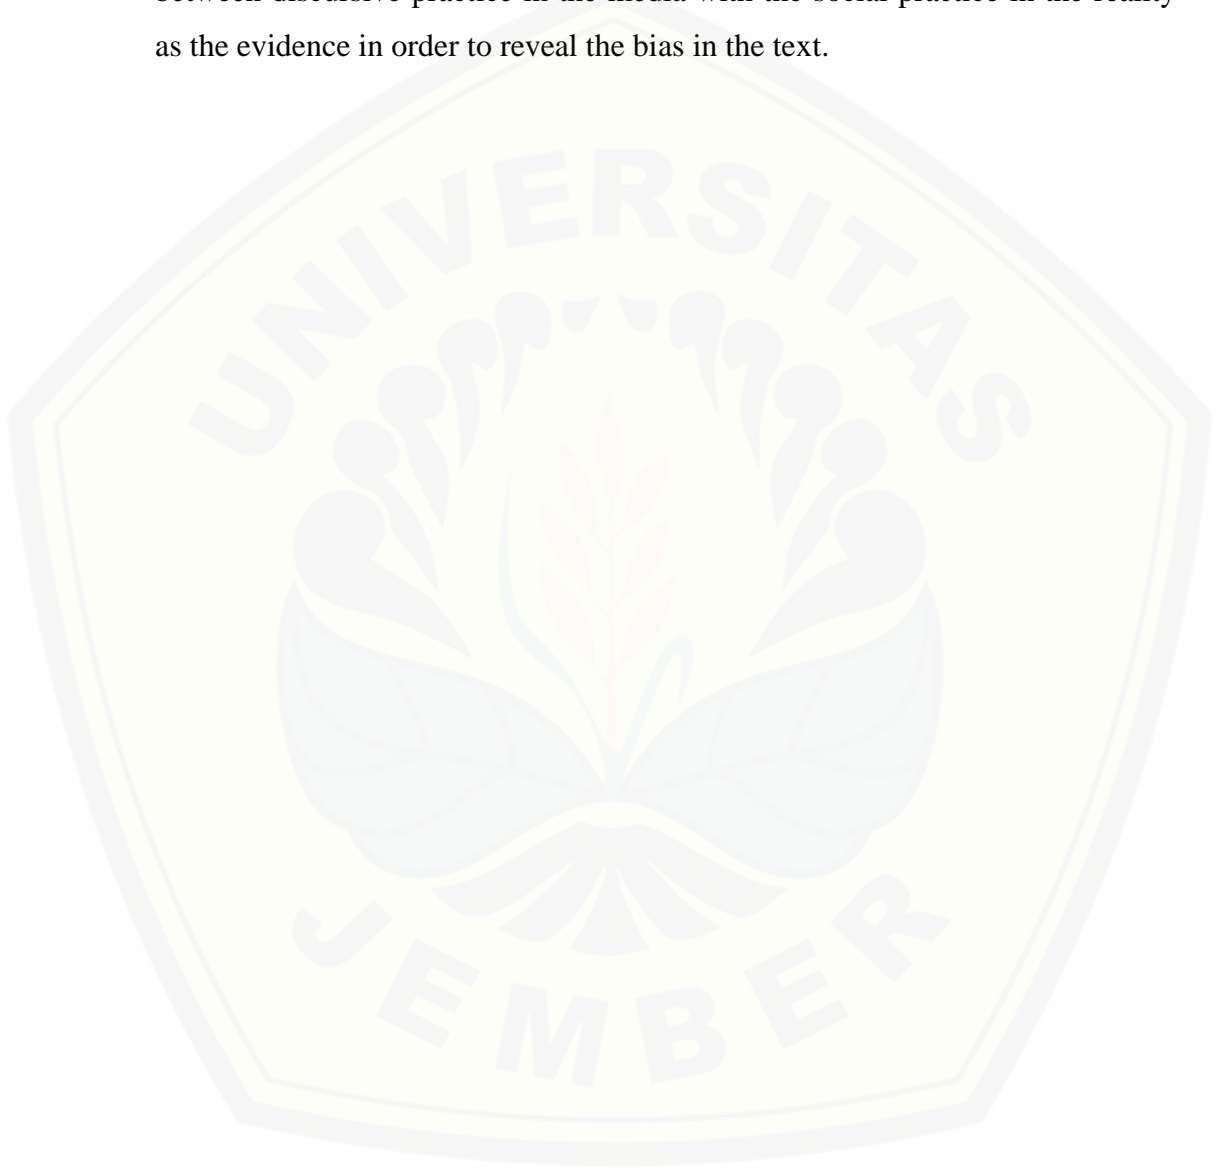 between discursive practice in the media with the social practice in the reality
as the evidence in order to reveal the bias in the text.
UNIVERSITAS
JEMBER